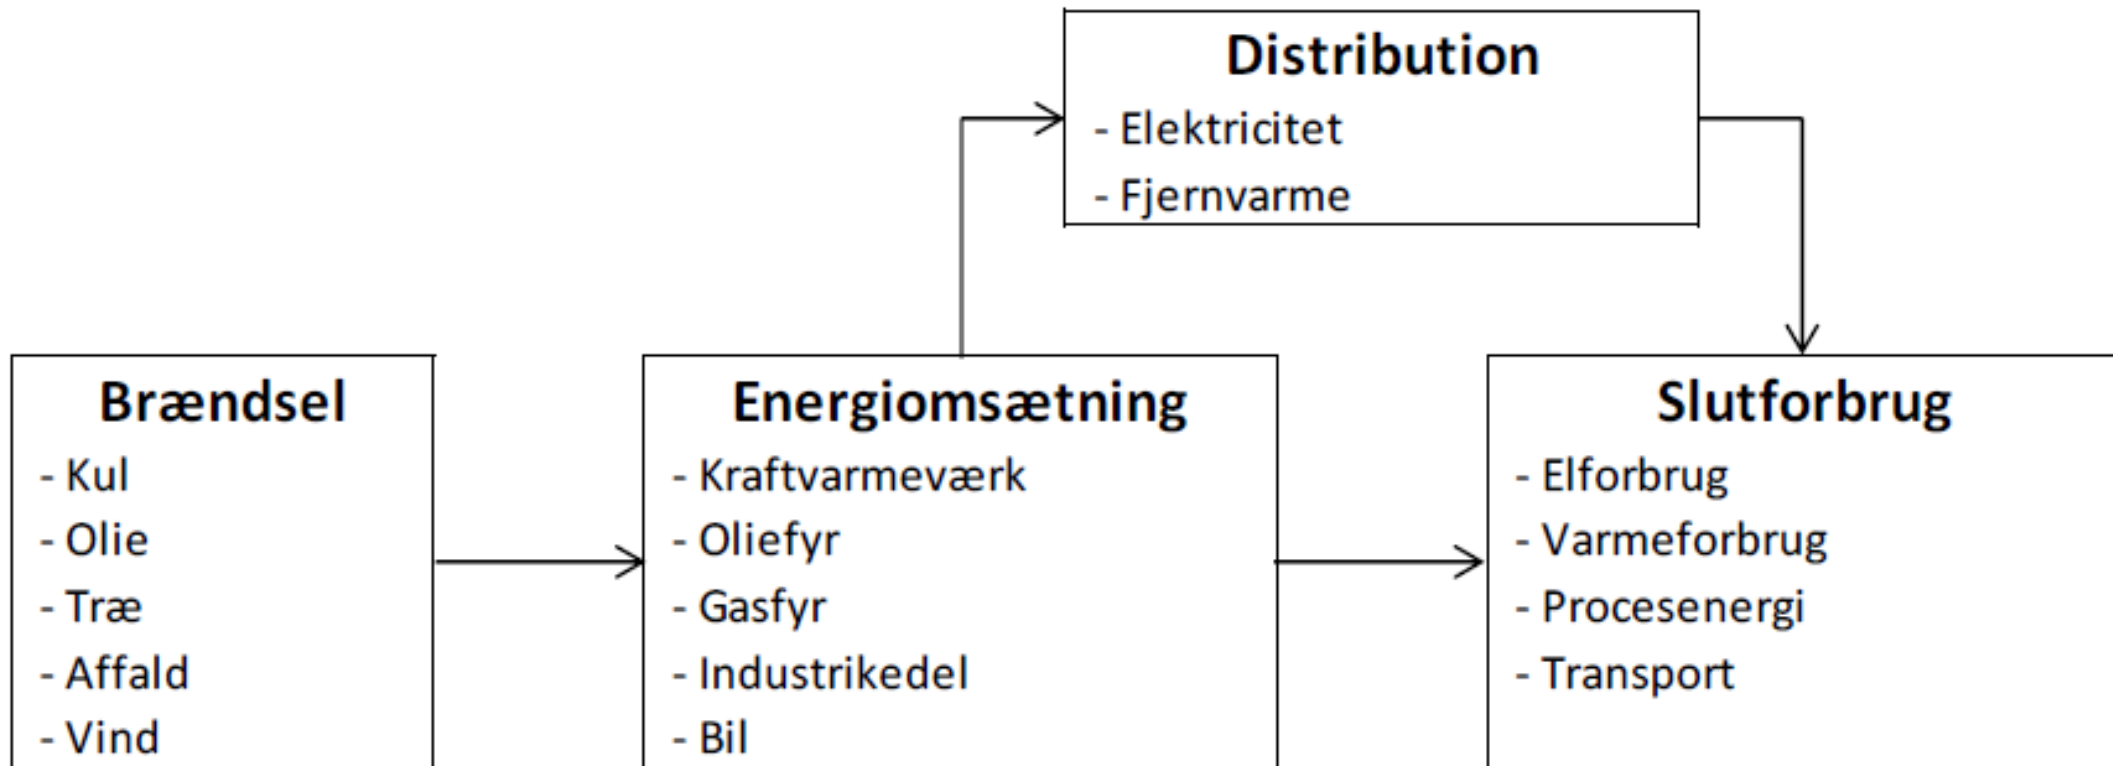 Distribution
- Elektricitet
- Fjernvarme
Brændsel
- Kul
- Olie
- Træ
- Affald
- Vind
Energiomsætning
- Kraftvarmeværk
- Oliefyr
- Gasfyr
- Industrikedel
- Bil
Slutforbrug
- Elforbrug
- Varmeforbrug
- Procesenergi
- Transport